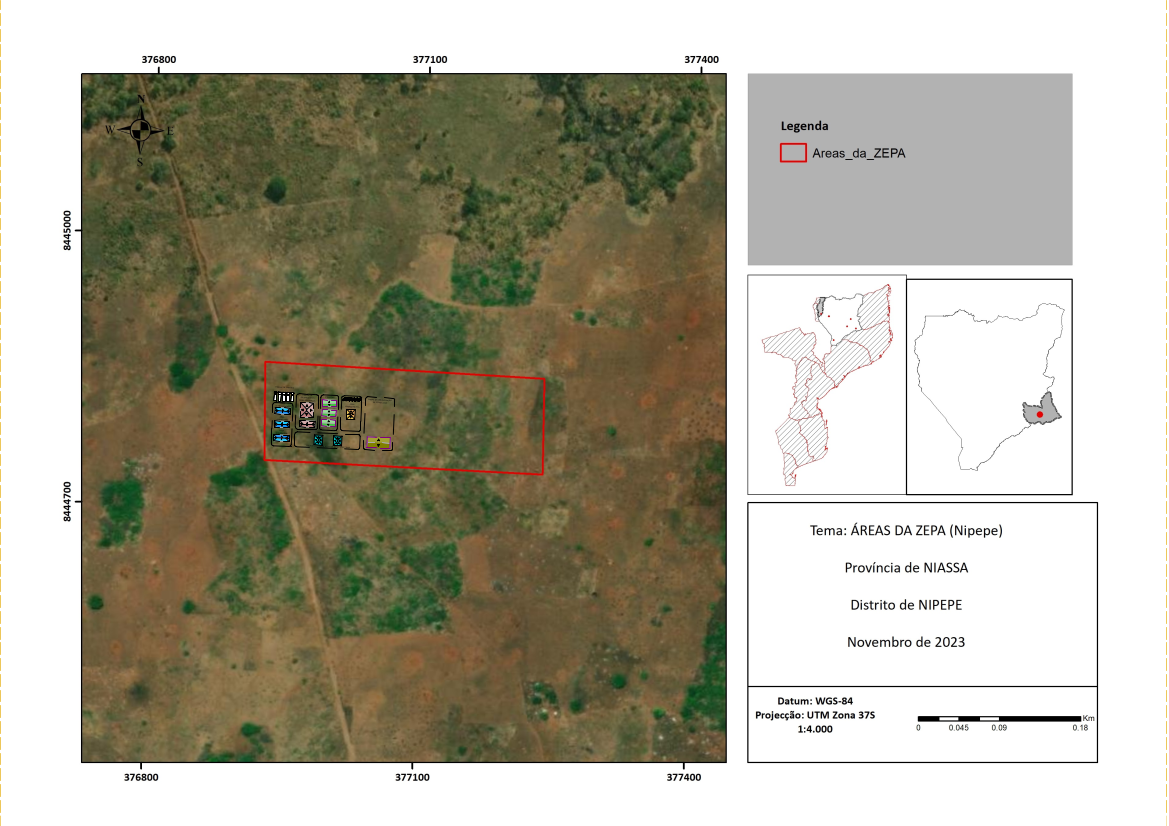 376800
377100
377400
N
W
E
S
8445000
8444700
376800
377100
377400
Legenda
Areas_da_ZEPA
Tema: ÁREAS DA ZEPA (Nipepe)
Província de NIASSA
Distrito de NIPEPE
Novembro de 2023
Datum: WGS-84
Projecção: UTM Zona 37S
1:4.000
Km
0 0.045 0.09 0.18